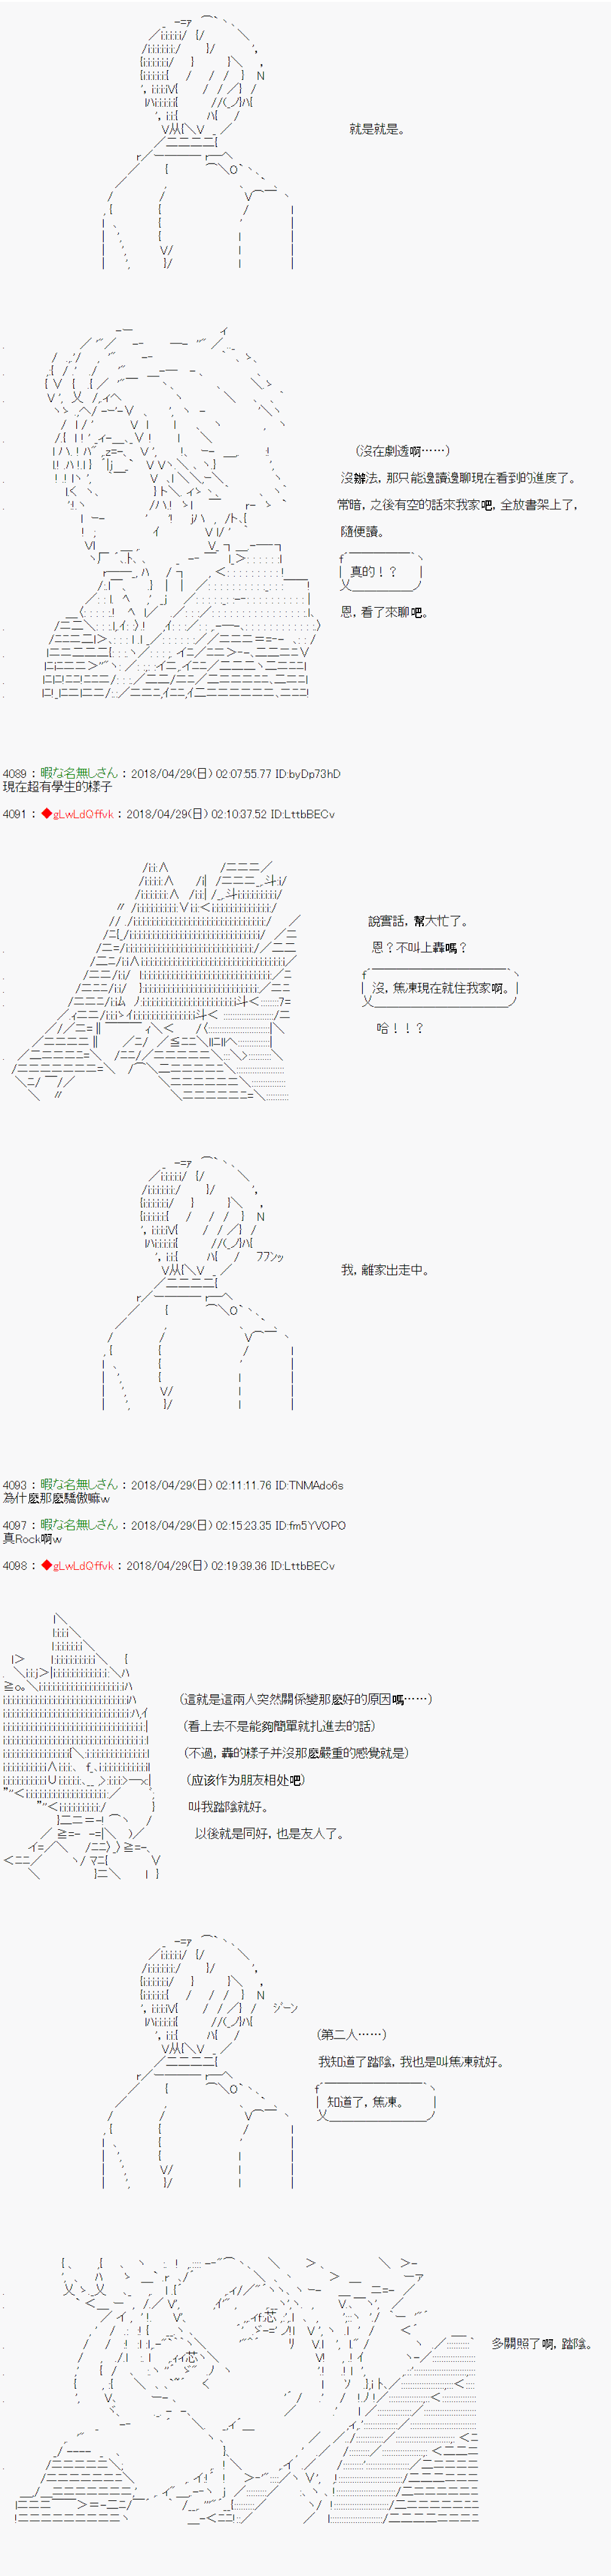 就是就是。
（沒在劇透啊……）
沒辦法，那只能邊讀邊聊現在看到的進度了。
常暗，之後有空的話來我家吧，全放書架上了，
隨便讀。
真的！？
恩，看了來聊吧。
4089 ： 暇な名無しさん ： 2018/04/29(日) 02:07:55.77 ID:byDp73hD
現在超有學生的樣子
4091 ： ◆gLwLdQffvk ： 2018/04/29(日) 02:10:37.52 ID:LttbBECv
說實話，幫大忙了。
恩？不叫上轟嗎？
沒，焦凍現在就住我家啊。
哈！！？
ﾌﾌﾝｯ
我，離家出走中。
4093 ： 暇な名無しさん ： 2018/04/29(日) 02:11:11.76 ID:TNMAdo6s
為什麼那麼驕傲嘛w
4097 ： 暇な名無しさん ： 2018/04/29(日) 02:15:23.35 ID:fm5YVOPO
真Rock啊w
4098 ： ◆gLwLdQffvk ： 2018/04/29(日) 02:19:39.36 ID:LttbBECv
（這就是這兩人突然關係變那麼好的原因嗎……）
（看上去不是能夠簡單就扎進去的話）
（不過，轟的樣子并沒那麼嚴重的感覺就是）
（应该作为朋友相处吧）
叫我踏陰就好。
以後就是同好，也是友人了。
ｼﾞｰﾝ
（第二人……）
我知道了踏陰，我也是叫焦凍就好。
知道了，焦凍。
多關照了啊，踏陰。